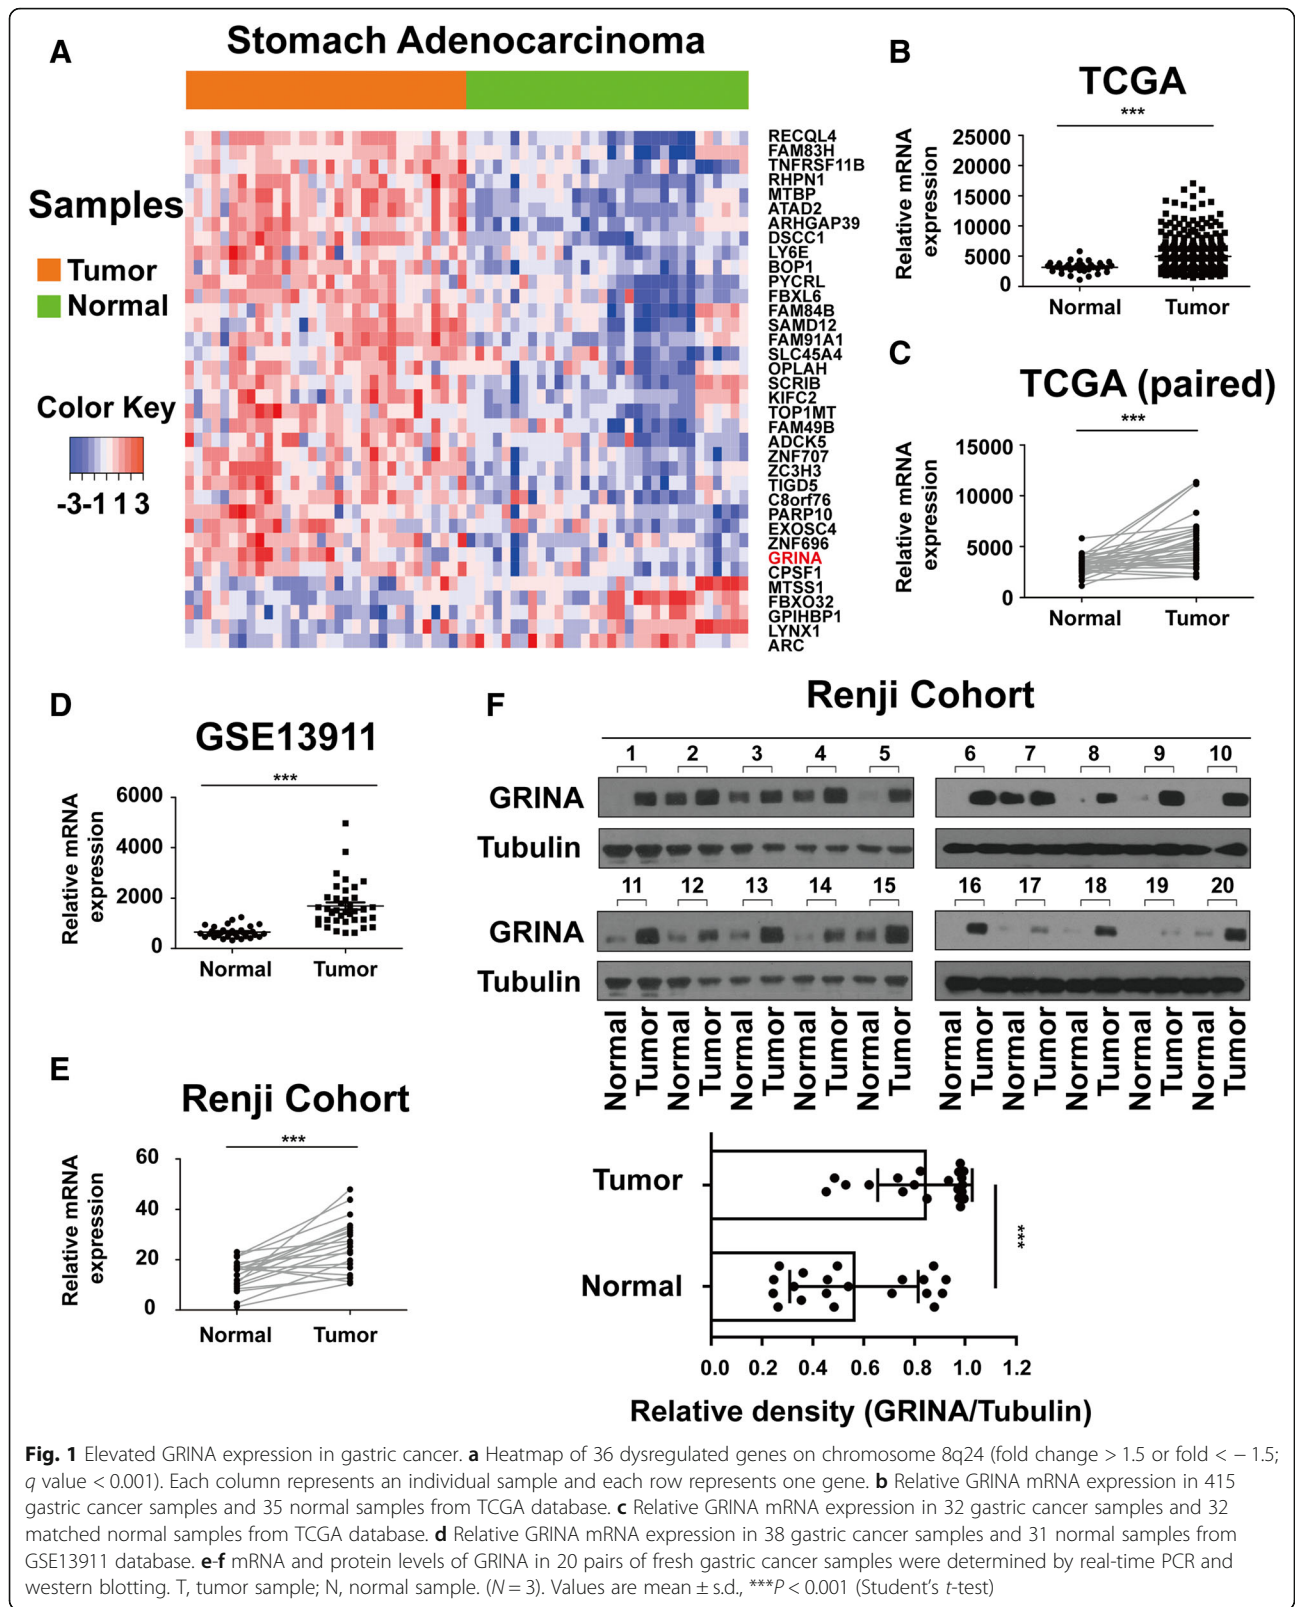 A
Stomach Adenocarcinoma
Samples
Tumor
Normal
Color Key
-3-1 1 3
RECQL4
FAM83H
TNFRSF11B
RHPN1
MTBP
ATAD2
ARHGAP39
DSCC1
LY6E
BOP1
PYCRL
FBXL6
FAM84B
SAMD12
FAM91A1
SLC45A4
OPLAH
SCRIB
KIFC2
TOP1MT
FAM49B
ADCK5
ZNF707
ZC3H3
TIGD5
C8orf76
PARP10
EXOSC4
ZNF696
GRINA
CPSF1
MTSS1
FBXO32
GPIHBP1
LYNX1
ARC
B
TCGA
***
Relative mRNA
expression
25000
20000
15000
10000
5000
0
Normal Tumor
C
TCGA (paired)
***
Relative mRNA
expression
15000
10000
5000
0
Normal Tumor
D
GSE13911
***
Relative mRNA
expression
6000
4000
2000
0
Normal Tumor
E
Renji Cohort
***
Relative mRNA
expression
60
40
20
0
Normal Tumor
F
Renji Cohort
1 2 3 4 5 6 7 8 9 10
GRINA
Tubulin
11 12 13 14 15 16 17 18 19 20
GRINA
Tubulin
Normal Tumor Normal Tumor Normal Tumor Normal Tumor Normal Tumor Normal Tumor Normal Tumor Normal Tumor Normal Tumor Normal Tumor
Tumor
Normal
***
0.0 0.2 0.4 0.6 0.8 1.0 1.2
Relative density (GRINA/Tubulin)
Fig. 1 Elevated GRINA expression in gastric cancer. a Heatmap of 36 dysregulated genes on chromosome 8q24 (fold change > 1.5 or fold < − 1.5;
q value < 0.001). Each column represents an individual sample and each row represents one gene. b Relative GRINA mRNA expression in 415
gastric cancer samples and 35 normal samples from TCGA database. c Relative GRINA mRNA expression in 32 gastric cancer samples and 32
matched normal samples from TCGA database. d Relative GRINA mRNA expression in 38 gastric cancer samples and 31 normal samples from
GSE13911 database. e-f mRNA and protein levels of GRINA in 20 pairs of fresh gastric cancer samples were determined by real-time PCR and
western blotting. T, tumor sample; N, normal sample. (N = 3). Values are mean ± s.d., ***P < 0.001 (Student's t-test)